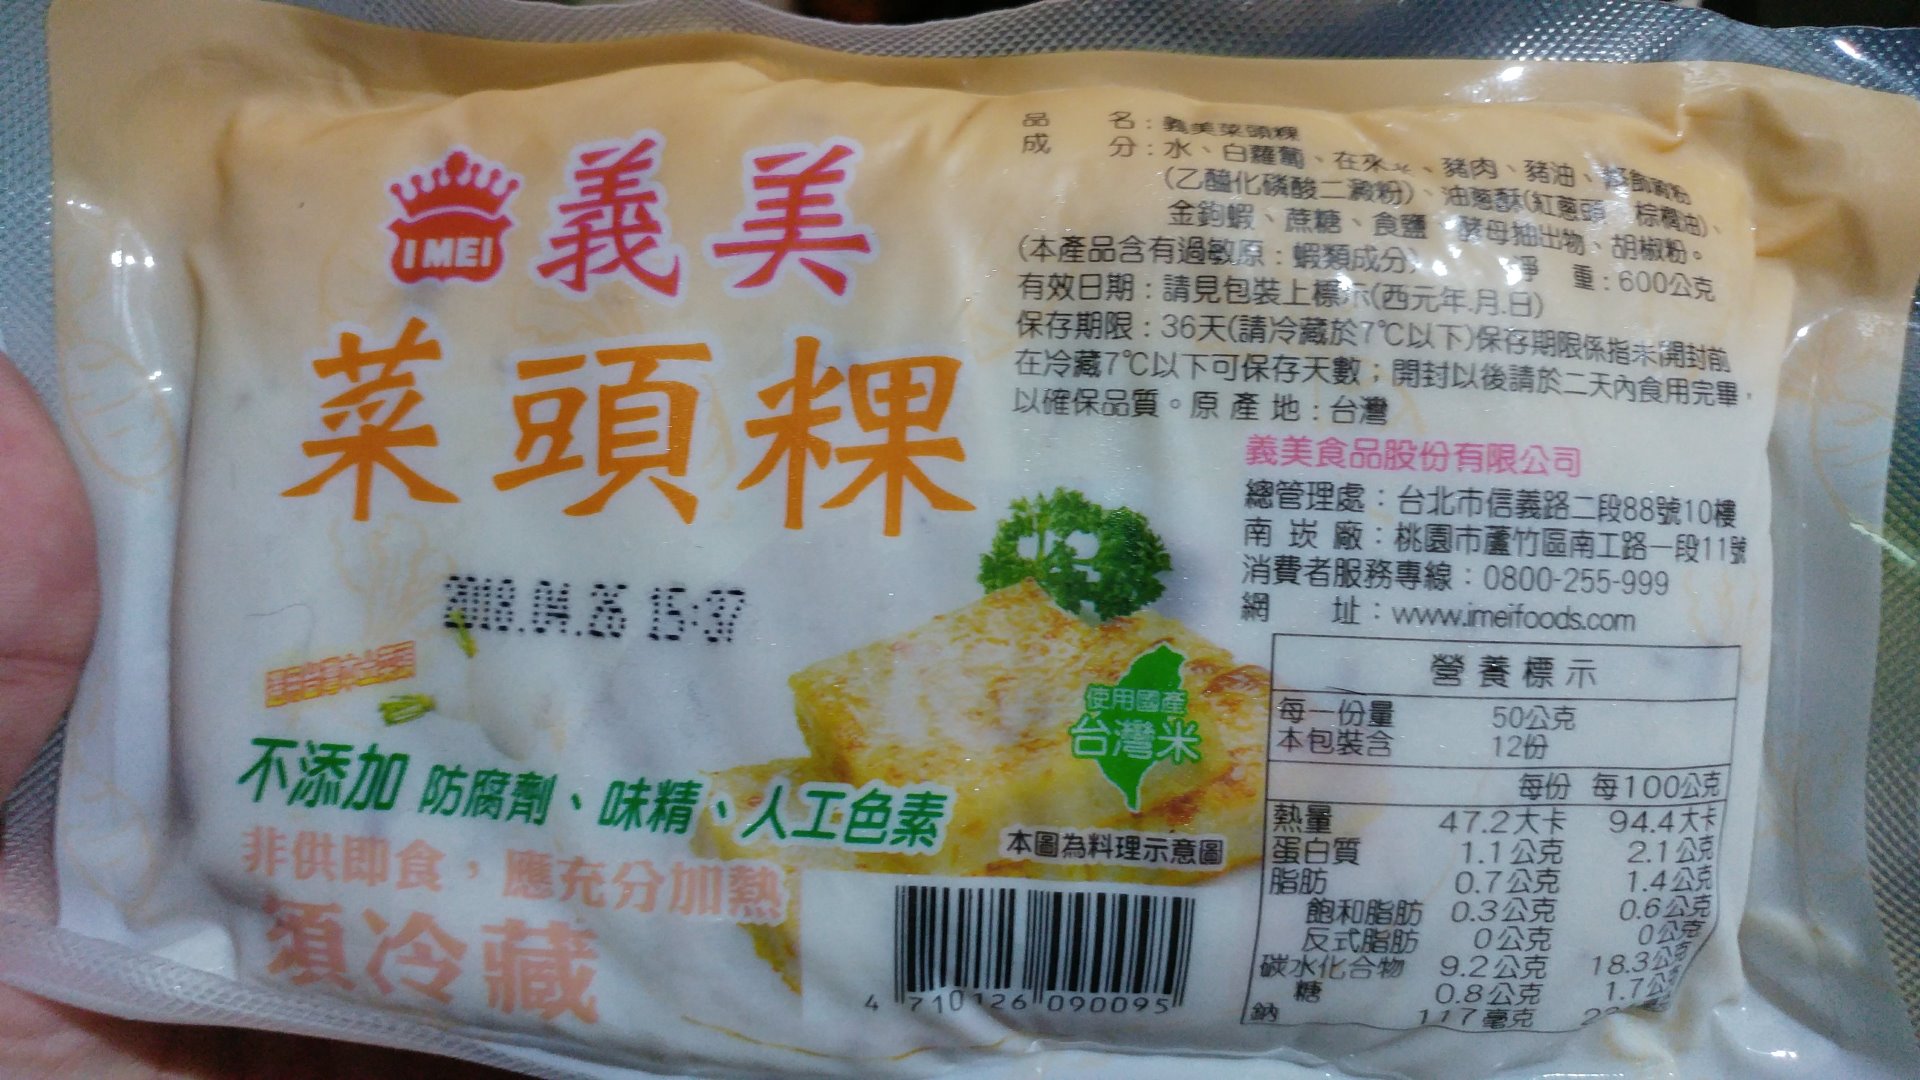 I MEI
義美
菜頭粿
2018.04.26 15:37
不添加 防腐劑、味精、人工色素
非供即食，應充分加熱
須冷藏
使用國產
台灣米
本圖為料理示意圖
4 710126 090095
品 名：義美菜頭粿
成 分：水、白蘿蔔、在來米、豬肉、豬油、
(乙醯化磷酸二澱粉)、油蔥酥(紅蔥頭、棕櫚油)、
金鉤蝦、蔗糖、食鹽、酵母抽出物、胡椒粉。
(本產品含有過敏原：蝦類成分) 淨 重：600公克
有效日期：請見包裝上標示(西元年.月.日)
保存期限：36天(請冷藏於7℃以下)保存期限係指未開封前
在冷藏7℃以下可保存天數；開封以後請於二天內食用完畢，
以確保品質。原產地：台灣
義美食品股份有限公司
總管理處：台北市信義路二段88號10樓
南崁廠：桃園市蘆竹區南工路一段11號
消費者服務專線：0800-255-999
網 址：www.imeifoods.com
營養標示
每一份量 50公克
本包裝含 12份
每份 每100公克
熱量 47.2大卡 94.4大卡
蛋白質 1.1公克 2.1公克
脂肪 0.7公克 1.4公克
飽和脂肪 0.3公克 0.6公克
反式脂肪 0公克 0公克
碳水化合物 9.2公克 18.3公克
糖 0.8公克 1.7公克
鈉 117毫克